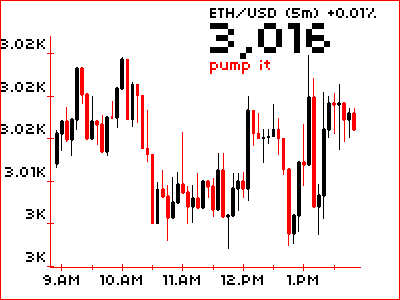 ETH/USD (5m) +0.01%
3,016
pump it
3.02K
3.02K
3.02K
3.01K
3K
3K
9.AM 10.AM 11.AM 12.PM 1.PM